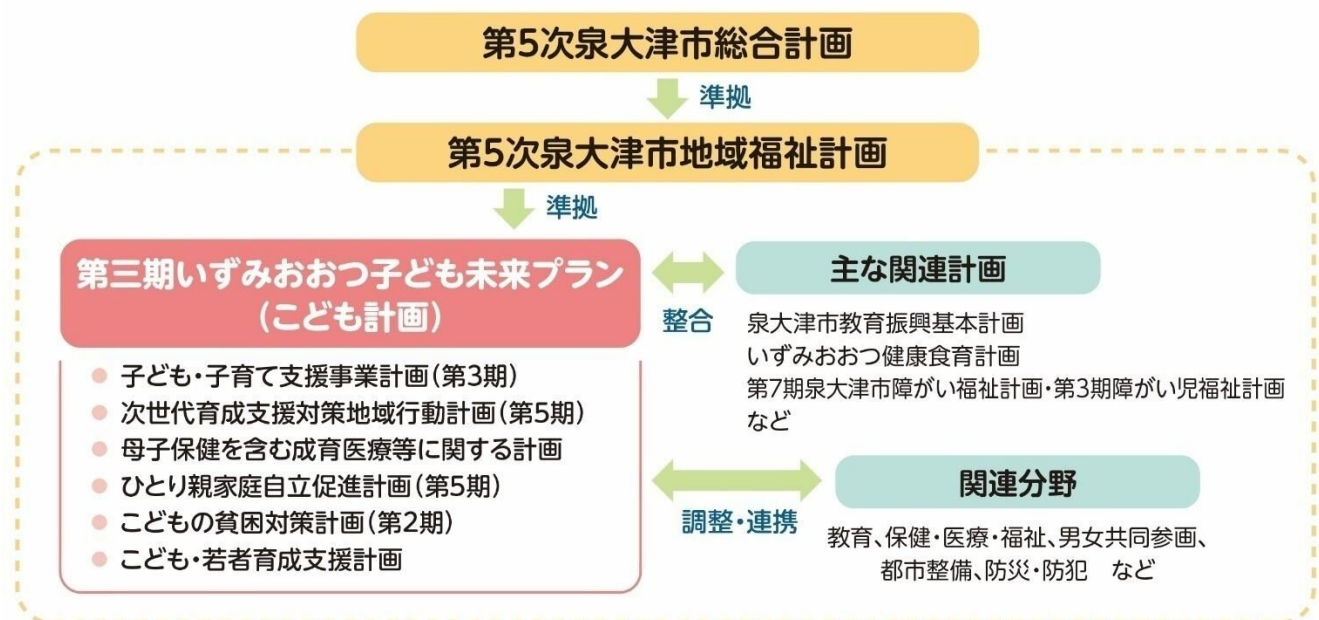 第5次泉大津市総合計画
準拠
第5次泉大津市地域福祉計画
準拠
第三期いずみおおつ子ども未来プラン
(こども計画)
子ども・子育て支援事業計画(第3期)
次世代育成支援対策地域行動計画(第5期)
母子保健を含む成育医療等に関する計画
ひとり親家庭自立促進計画(第5期)
こどもの貧困対策計画(第2期)
こども・若者育成支援計画
整合
主な関連計画
泉大津市教育振興基本計画
いずみおおつ健康食育計画
第7期泉大津市障がい福祉計画・第3期障がい児福祉計画
など
調整・連携
関連分野
教育、保健・医療・福祉、男女共同参画、
都市整備、防災・防犯　など